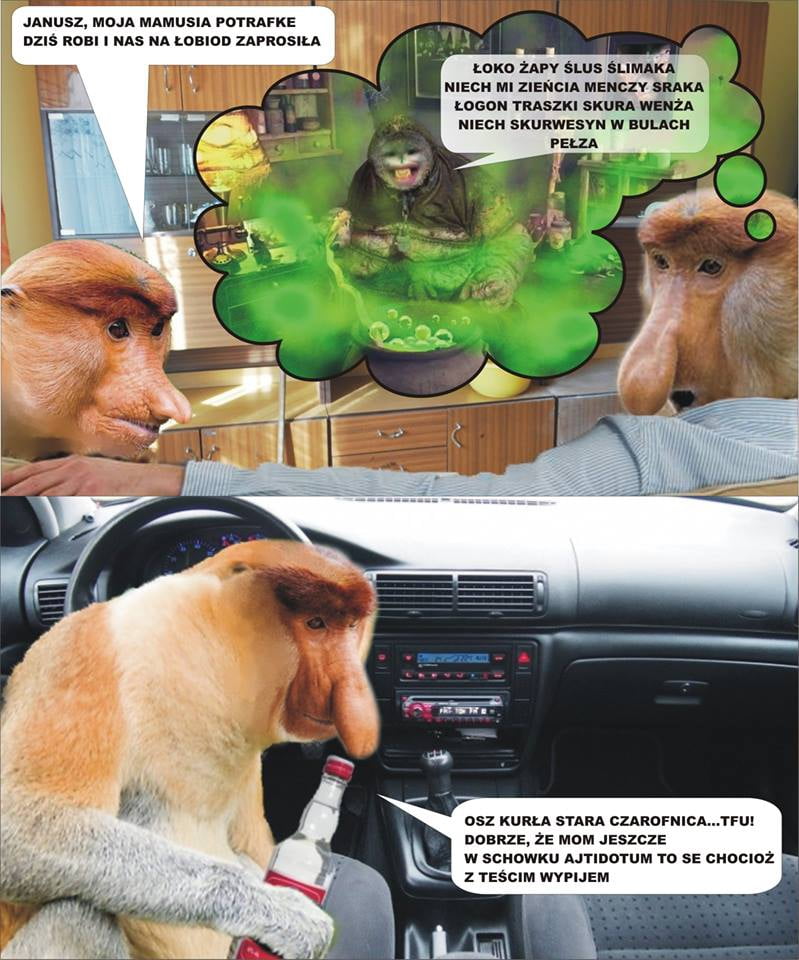 JANUSZ, MOJA MAMUSIA POTRAFKE
DZIŚ ROBI I NAS NA ŁOBIOD ZAPROSIŁA
ŁOKO ŻAPY ŚLUS ŚLIMAKA
NIECH MI ZIEŃCIA MENCZY SRAKA
ŁOGON TRASZKI SKURA WENŻA
NIECH SKURWESYN W BULACH
PEŁZA
OSZ KURŁA STARA CZAROFNICA...TFU!
DOBRZE, ŻE MOM JESZCZE
W SCHOWKU AJTIDOTUM TO SE CHOCIOŻ
Z TEŚCIM WYPIJEM